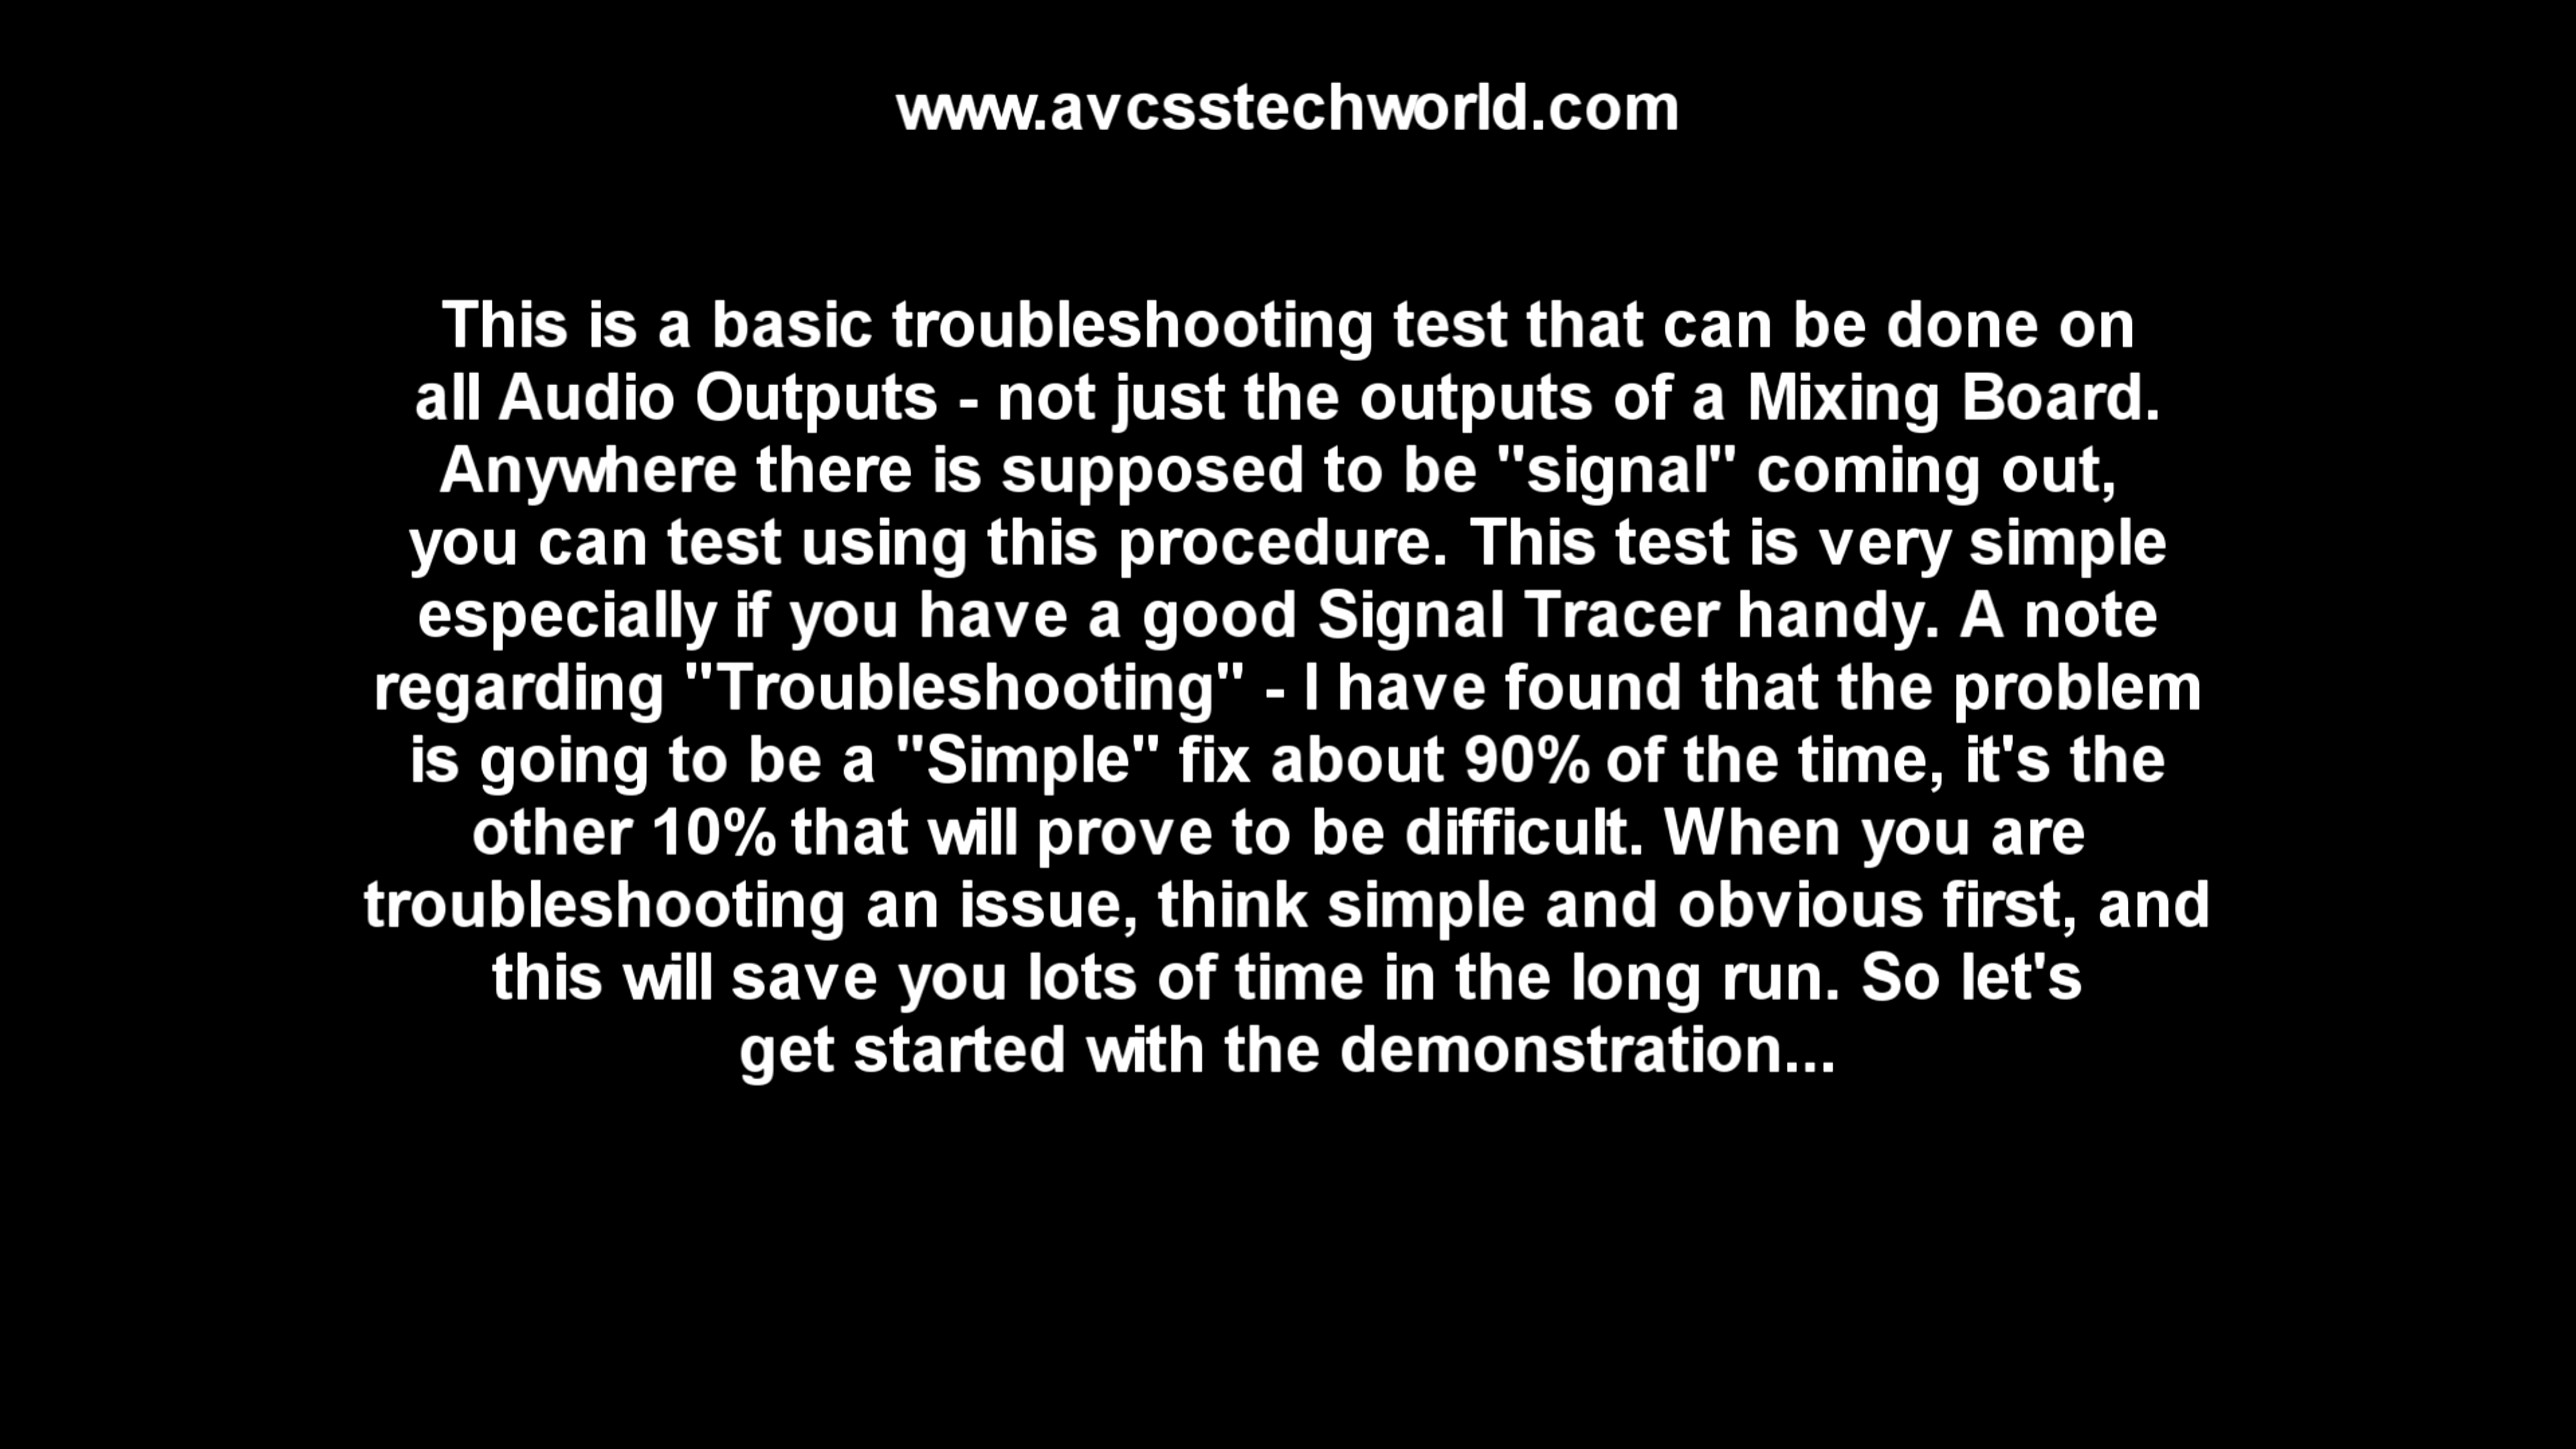 www.avcsstechworld.com
This is a basic troubleshooting test that can be done on
all Audio Outputs - not just the outputs of a Mixing Board.
Anywhere there is supposed to be "signal" coming out,
you can test using this procedure. This test is very simple
especially if you have a good Signal Tracer handy. A note
regarding "Troubleshooting" - I have found that the problem
is going to be a "Simple" fix about 90% of the time, it's the
other 10% that will prove to be difficult. When you are
troubleshooting an issue, think simple and obvious first, and
this will save you lots of time in the long run. So let's
get started with the demonstration...